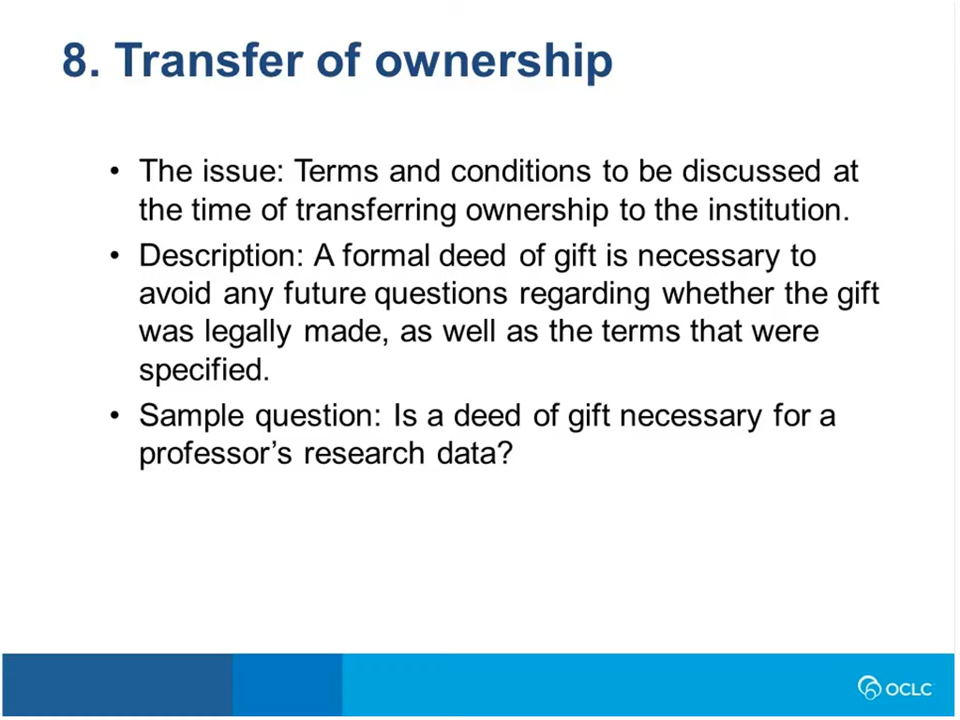 8. Transfer of ownership
• The issue: Terms and conditions to be discussed at
the time of transferring ownership to the institution.
• Description: A formal deed of gift is necessary to
avoid any future questions regarding whether the gift
was legally made, as well as the terms that were
specified.
• Sample question: Is a deed of gift necessary for a
professor’s research data?
OCLC